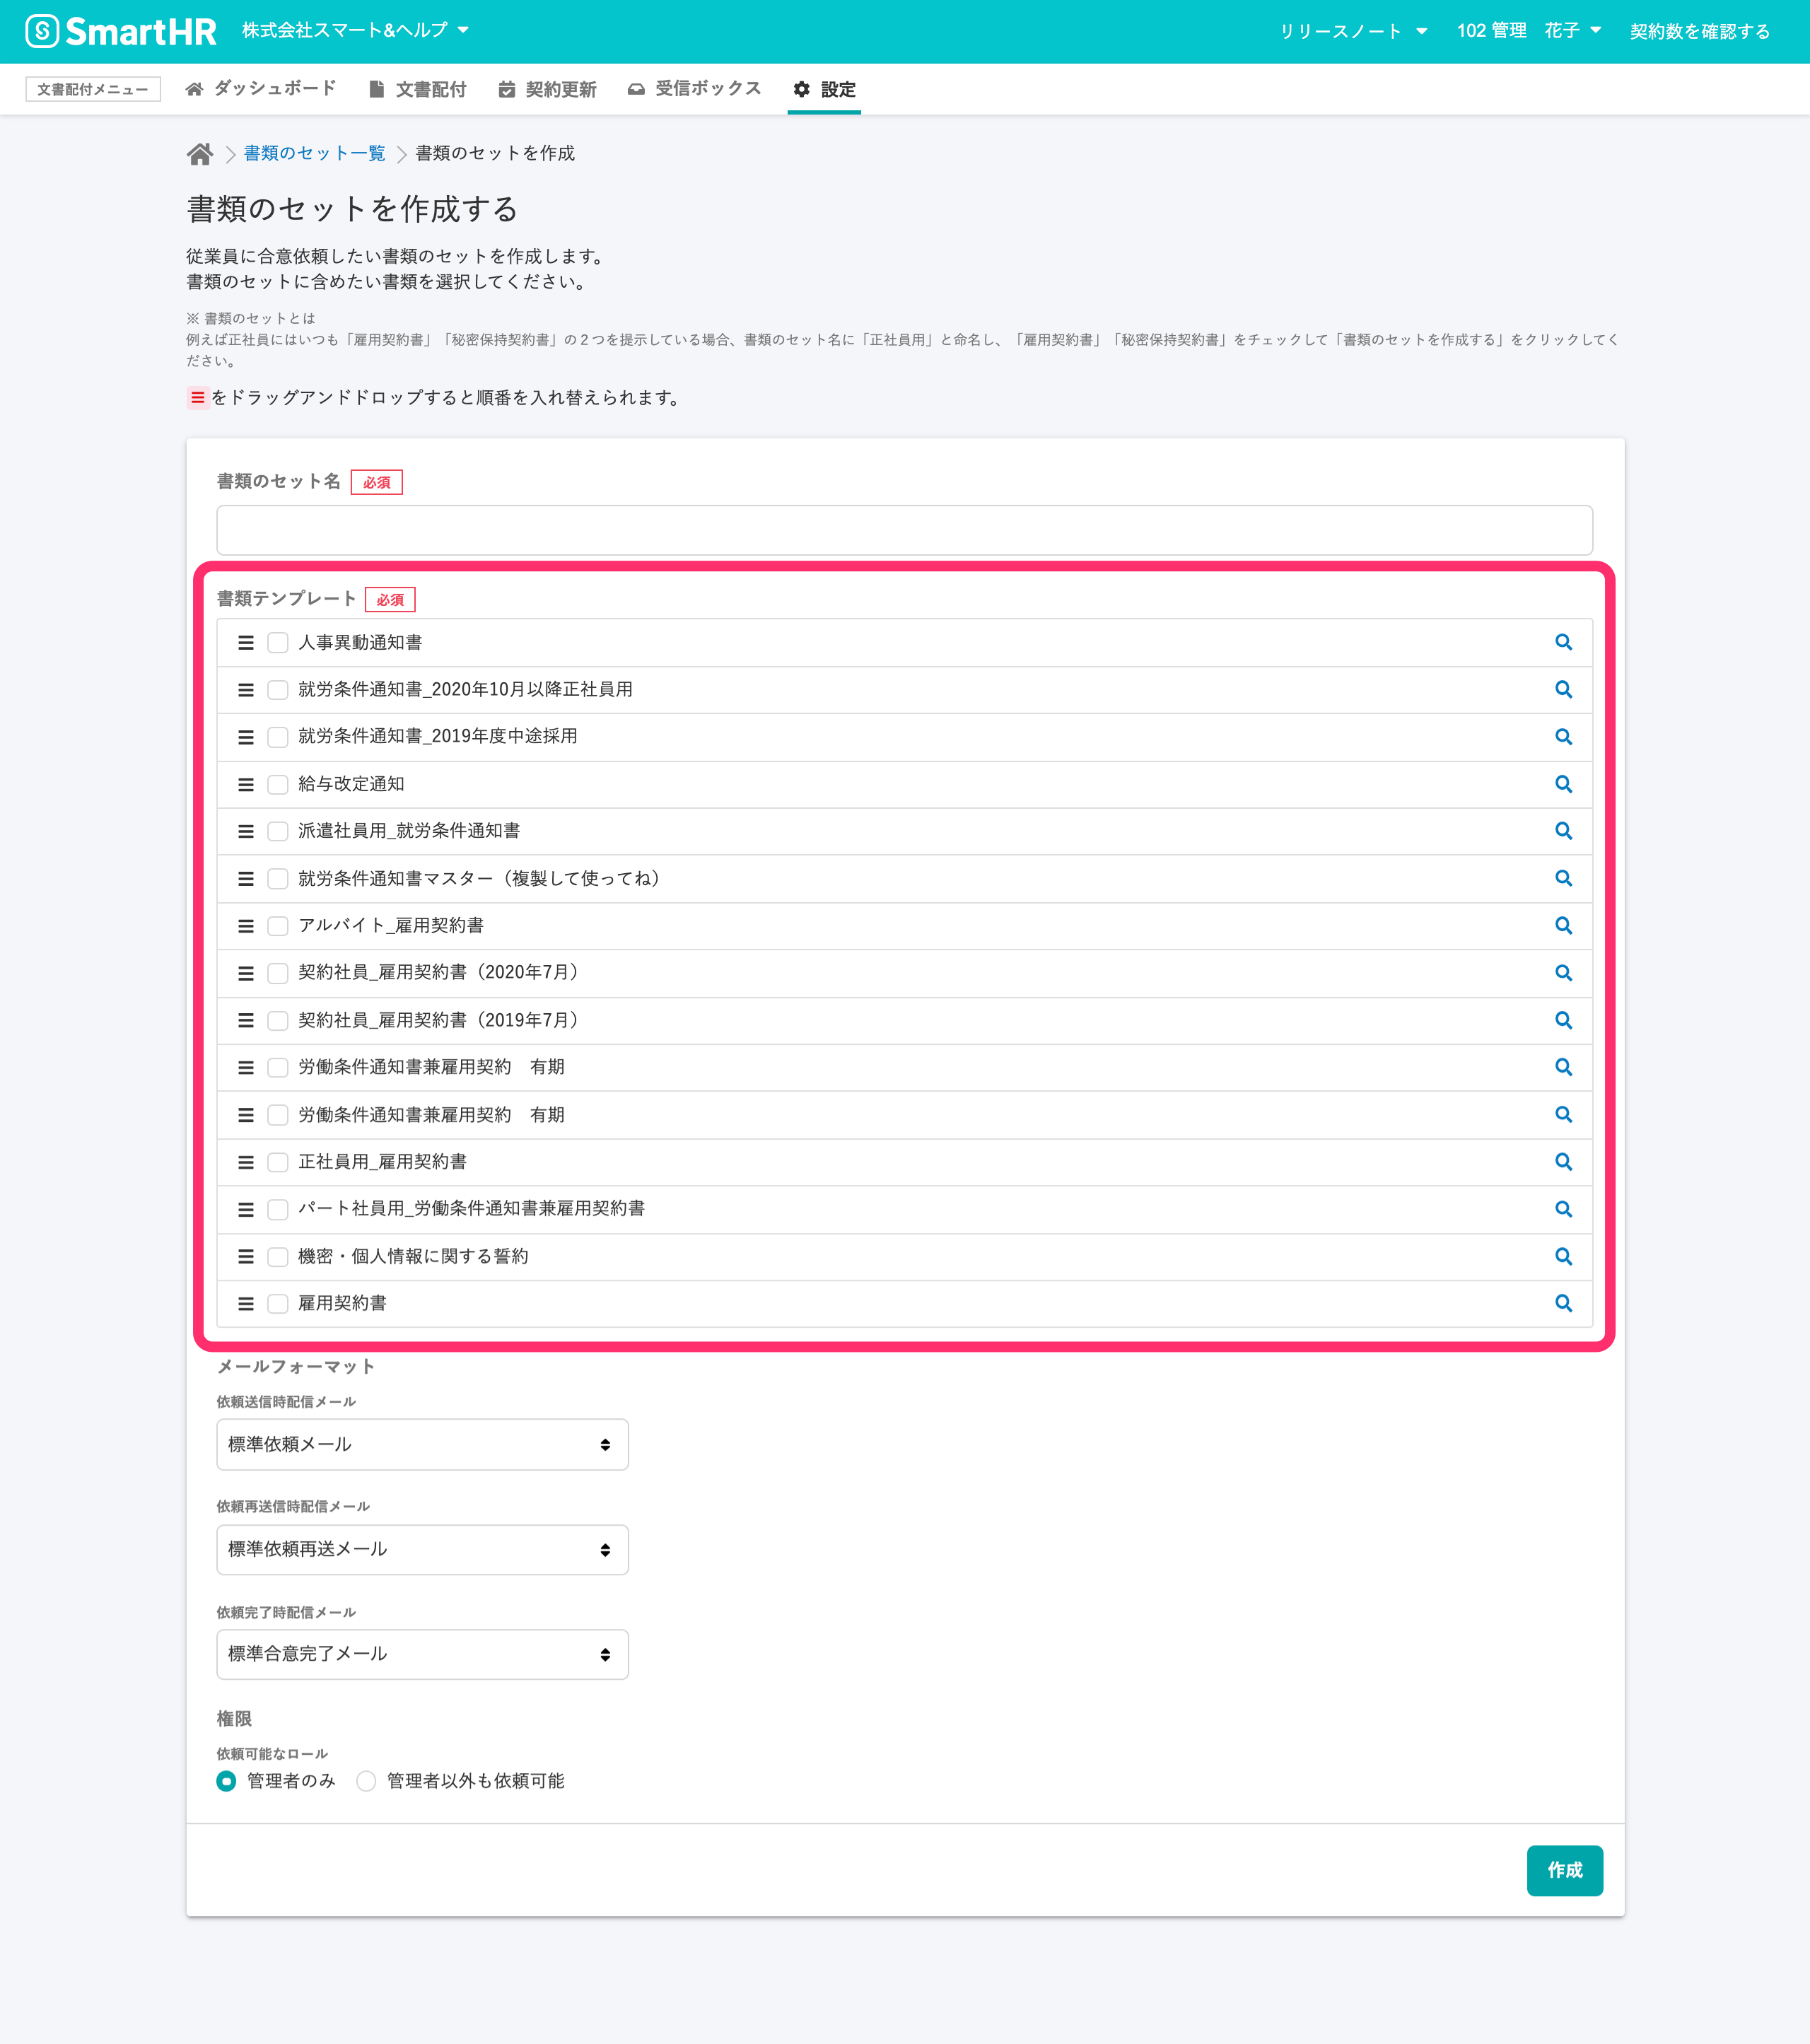 SmartHR 株式会社スマート&ヘルプ リリースノート 102 管理 花子 契約数を確認する
文書配付メニュー ダッシュボード 文書配付 契約更新 受信ボックス 設定
書類のセット一覧 書類のセットを作成
書類のセットを作成する
従業員に合意依頼したい書類のセットを作成します。
書類のセットに含めたい書類を選択してください。
※ 書類のセットとは
例えば正社員にはいつも「雇用契約書」「秘密保持契約書」の２つを提示している場合、書類のセット名に「正社員用」と命名し、「雇用契約書」「秘密保持契約書」をチェックして「書類のセットを作成する」をクリックしてく
ださい。
をドラッグアンドドロップすると順番を入れ替えられます。
書類のセット名 必須
書類テンプレート 必須
人事異動通知書
就労条件通知書_2020年10月以降正社員用
就労条件通知書_2019年度中途採用
給与改定通知
派遣社員用_就労条件通知書
就労条件通知書マスター（複製して使ってね）
アルバイト_雇用契約書
契約社員_雇用契約書（2020年7月）
契約社員_雇用契約書（2019年7月）
労働条件通知書兼雇用契約　有期
労働条件通知書兼雇用契約　有期
正社員用_雇用契約書
パート社員用_労働条件通知書兼雇用契約書
機密・個人情報に関する誓約
雇用契約書
メールフォーマット
依頼送信時配信メール
標準依頼メール
依頼再送信時配信メール
標準依頼再送メール
依頼完了時配信メール
標準合意完了メール
権限
依頼可能なロール
管理者のみ 管理者以外も依頼可能
作成